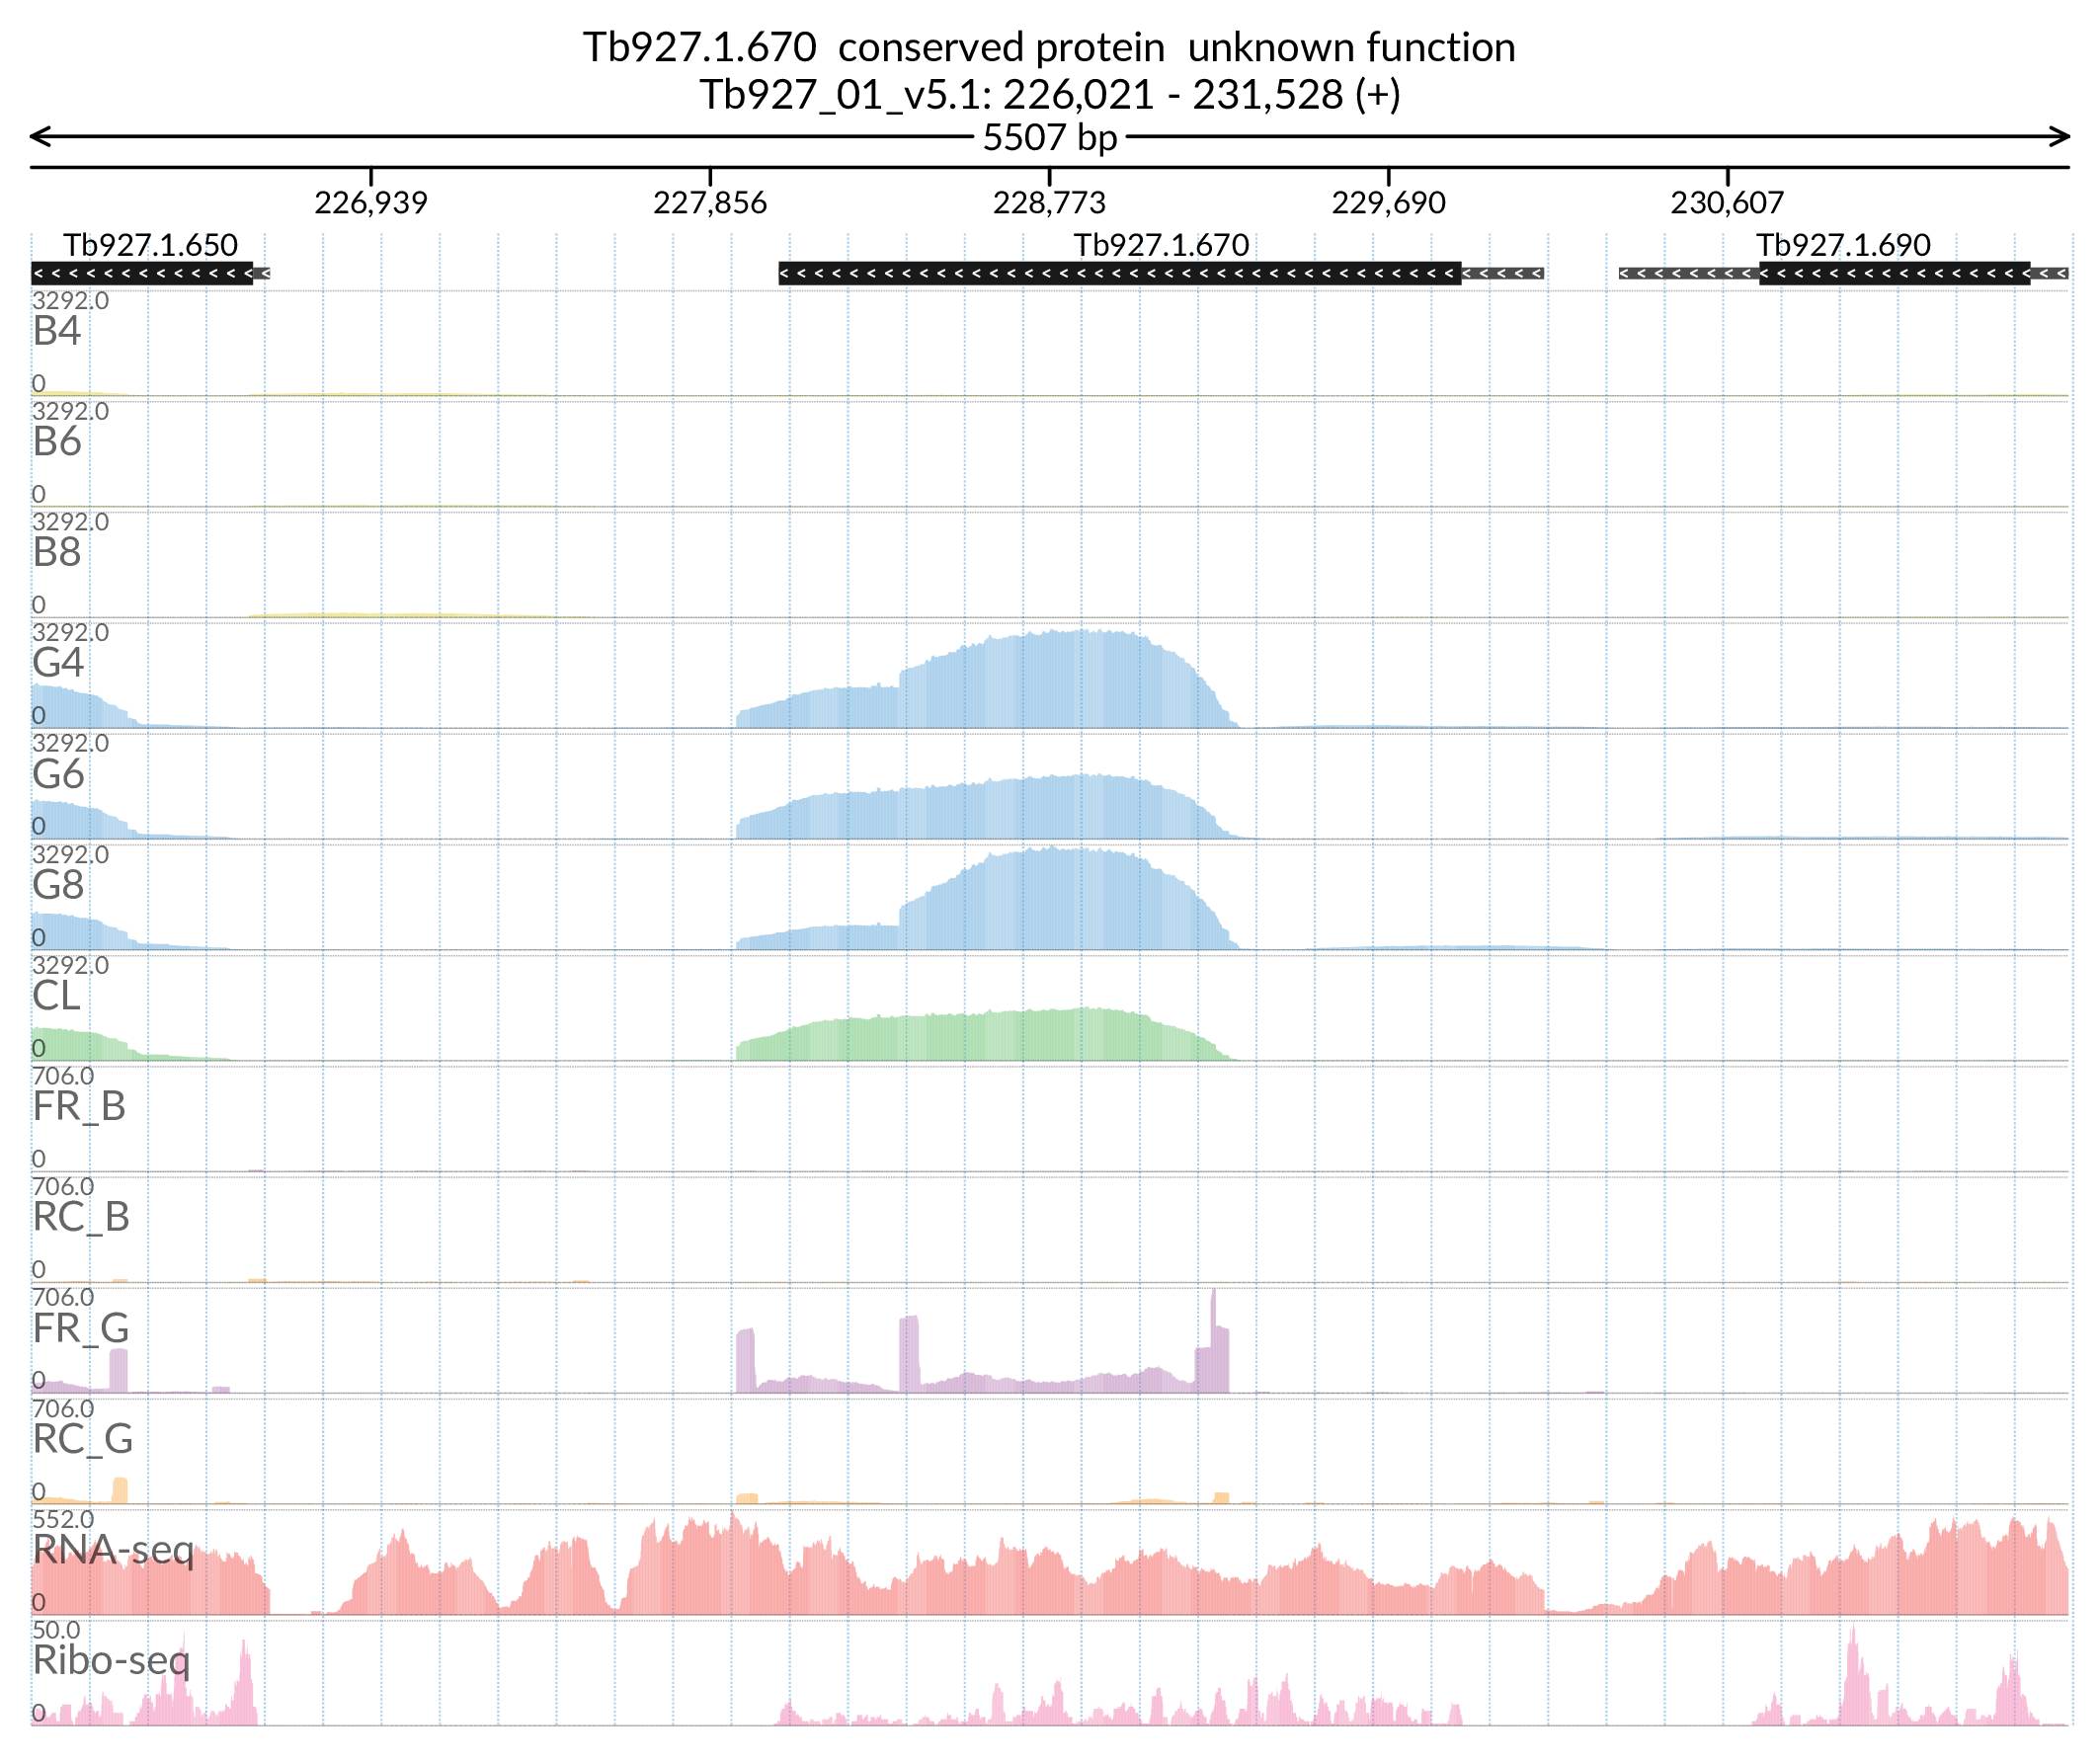 Tb927.1.670 conserved protein unknown function
Tb927_01_v5.1: 226,021 - 231,528 (+)
5507 bp
226,939 227,856 228,773 229,690 230,607
Tb927.1.650 Tb927.1.670 Tb927.1.690
3292.0
B4
0
3292.0
B6
0
3292.0
B8
0
3292.0
G4
0
3292.0
G6
0
3292.0
G8
0
3292.0
CL
0
706.0
FR_B
0
706.0
RC_B
0
706.0
FR_G
0
706.0
RC_G
0
552.0
RNA-seq
0
50.0
Ribo-seq
0